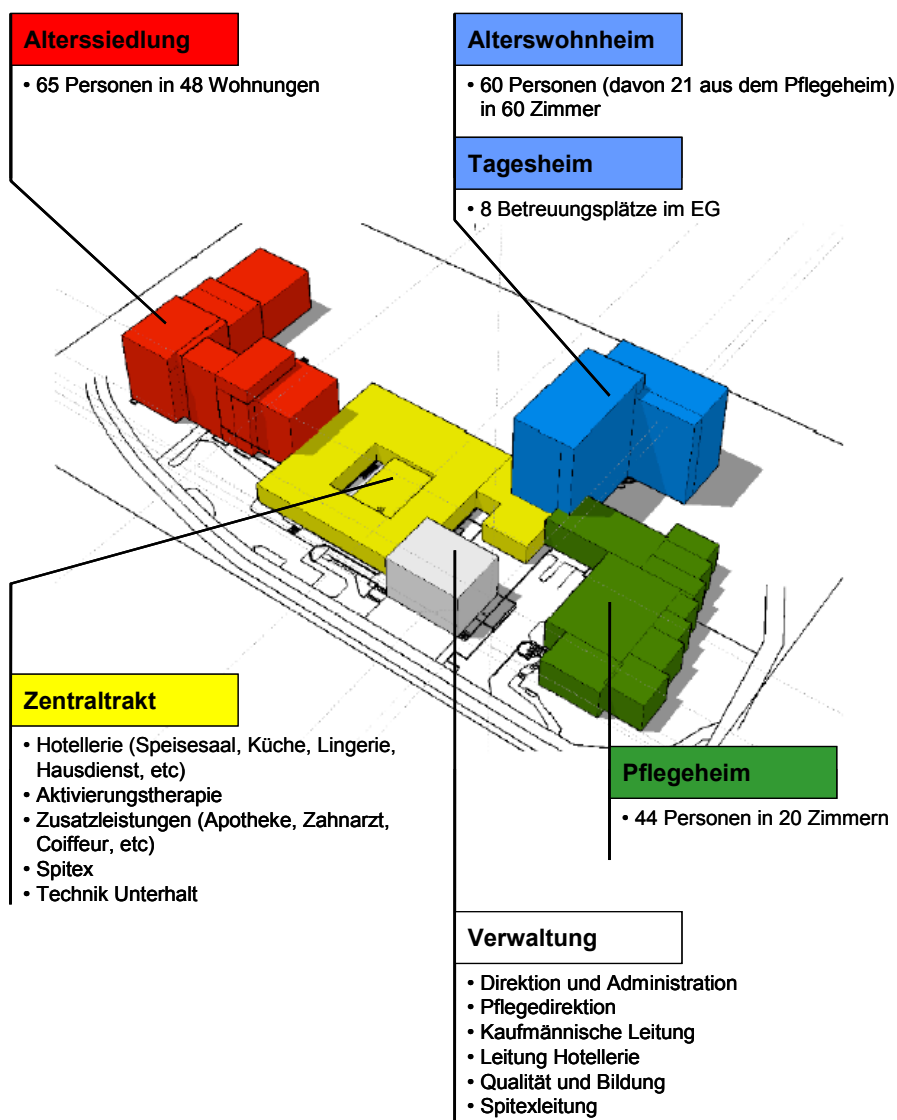 Alterssiedlung
• 65 Personen in 48 Wohnungen
Alterswohnheim
• 60 Personen (davon 21 aus dem Pflegeheim)
in 60 Zimmer
Tagesheim
• 8 Betreuungsplätze im EG
Zentraltrakt
• Hotellerie (Speisesaal, Küche, Lingerie,
Hausdienst, etc)
• Aktivierungstherapie
• Zusatzleistungen (Apotheke, Zahnarzt,
Coiffeur, etc)
• Spitex
• Technik Unterhalt
Pflegeheim
• 44 Personen in 20 Zimmern
Verwaltung
• Direktion und Administration
• Pflegedirektion
• Kaufmännische Leitung
• Leitung Hotellerie
• Qualität und Bildung
• Spitexleitung